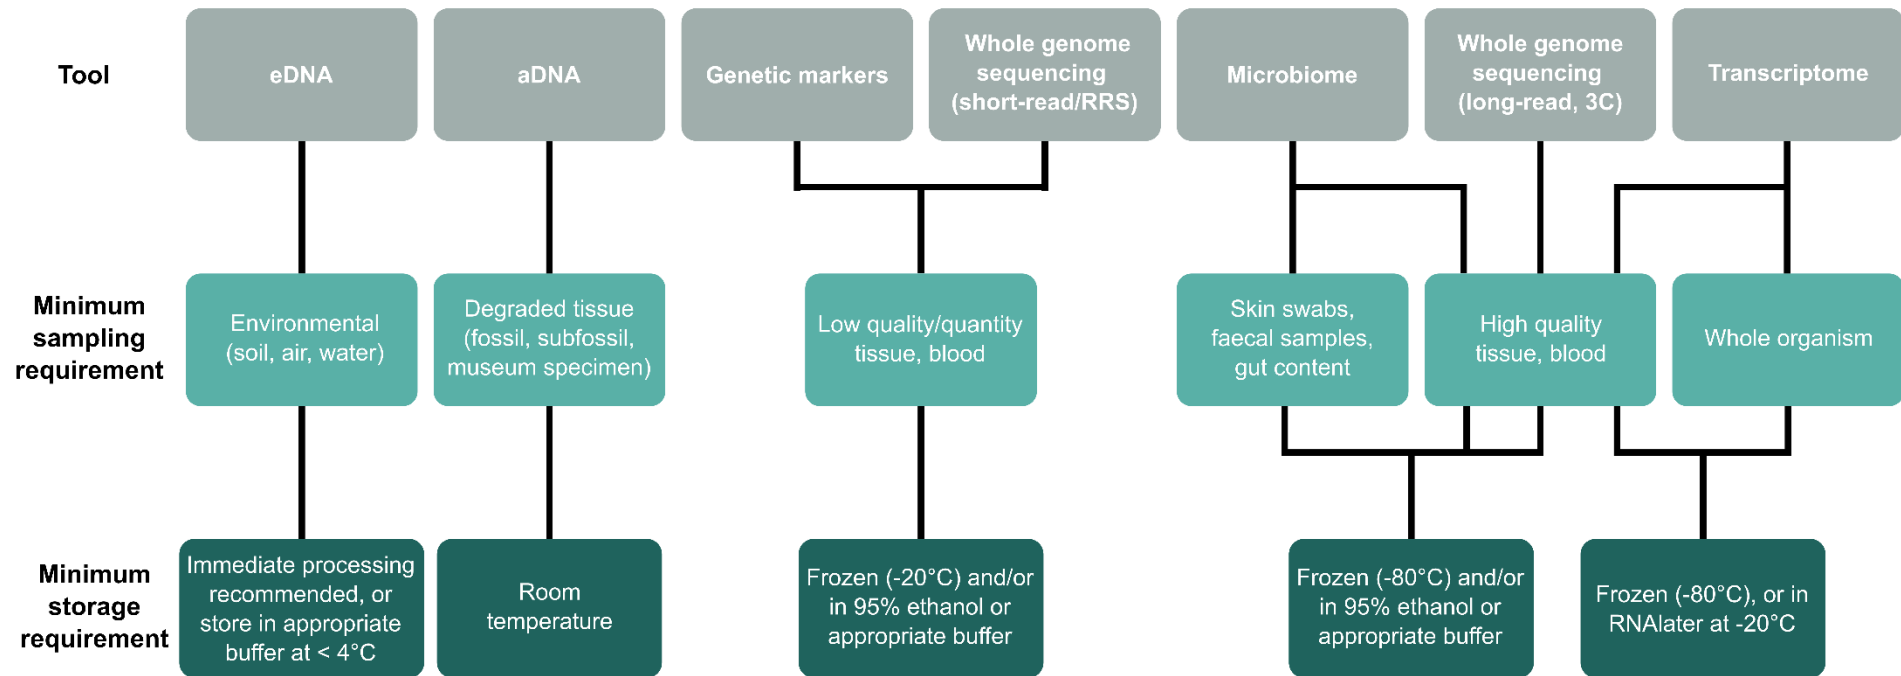 Tool
eDNA
aDNA
Genetic markers
Whole genome
sequencing
(short-read/RRS)
Microbiome
Whole genome
sequencing
(long-read, 3C)
Transcriptome
Minimum
sampling
requirement
Environmental
(soil, air, water)
Degraded tissue
(fossil, subfossil,
museum specimen)
Low quality/quantity
tissue, blood
Skin swabs,
faecal samples,
gut content
High quality
tissue, blood
Whole organism
Minimum
storage
requirement
Immediate processing
recommended, or
store in appropriate
buffer at < 4°C
Room
temperature
Frozen (-20°C) and/or
in 95% ethanol or
appropriate buffer
Frozen (-80°C) and/or
in 95% ethanol or
appropriate buffer
Frozen (-80°C), or in
RNAlater at -20°C